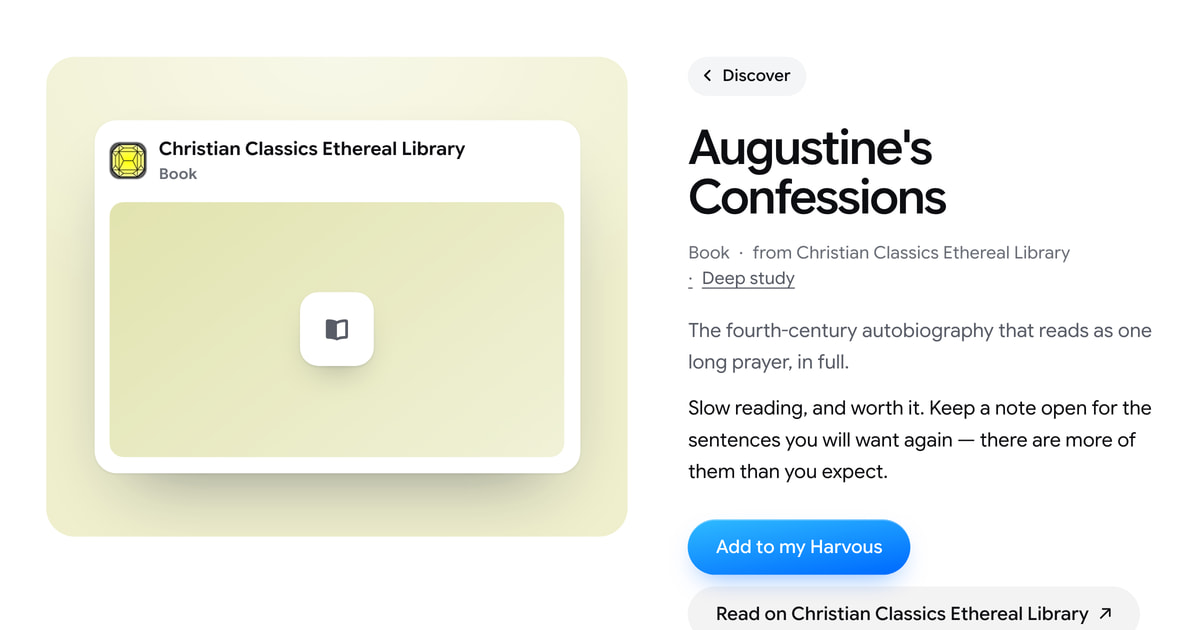 Christian Classics Ethereal Library
Book
Discover
Augustine's
Confessions
Book · from Christian Classics Ethereal Library
· Deep study
The fourth-century autobiography that reads as one
long prayer, in full.
Slow reading, and worth it. Keep a note open for the
sentences you will want again — there are more of
them than you expect.
Add to my Harvous
Read on Christian Classics Ethereal Library